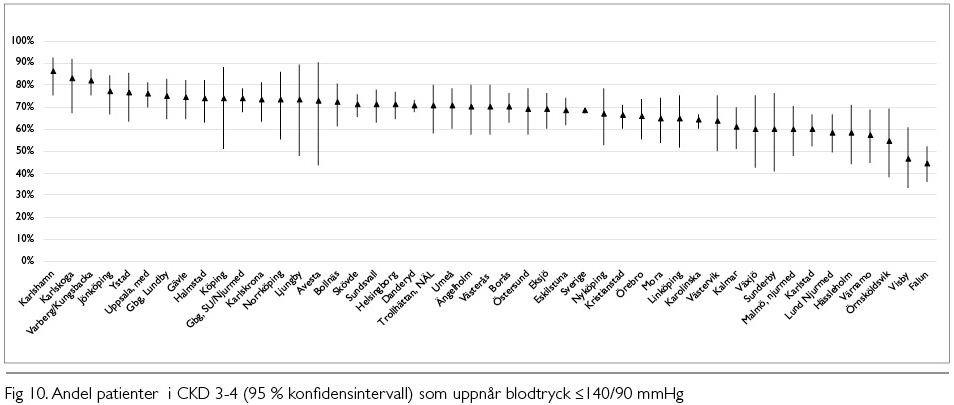 100%
90%
80%
70%
60%
50%
40%
30%
20%
10%
0%
Karlshamn
Karlskoga
Varberg/Kungsbacka
Jönköping
Ystad
Uppsala, med
Gbg, Lundby
Gävle
Halmstad
Köping
Gbg, SU/Njurmed
Karlskrona
Norrköping
Ljungby
Avesta
Bollnäs
Skövde
Sundsvall
Helsingborg
Danderyd
Trollhättan, NÄL
Umeå
Ängelholm
Västerås
Borås
Östersund
Eksjö
Eskilstuna
Sverige
Nyköping
Kristanstad
Örebro
Mora
Linköping
Karolinska
Västervik
Kalmar
Växjö
Sunderby
Malmö, njurmed
Karlstad
Lund Njurmed
Hässleholm
Värnamo
Örnsköldsvik
Visby
Falun
Fig 10. Andel patienter i CKD 3-4 (95 % konfidensintervall) som uppnår blodtryck ≤140/90 mmHg